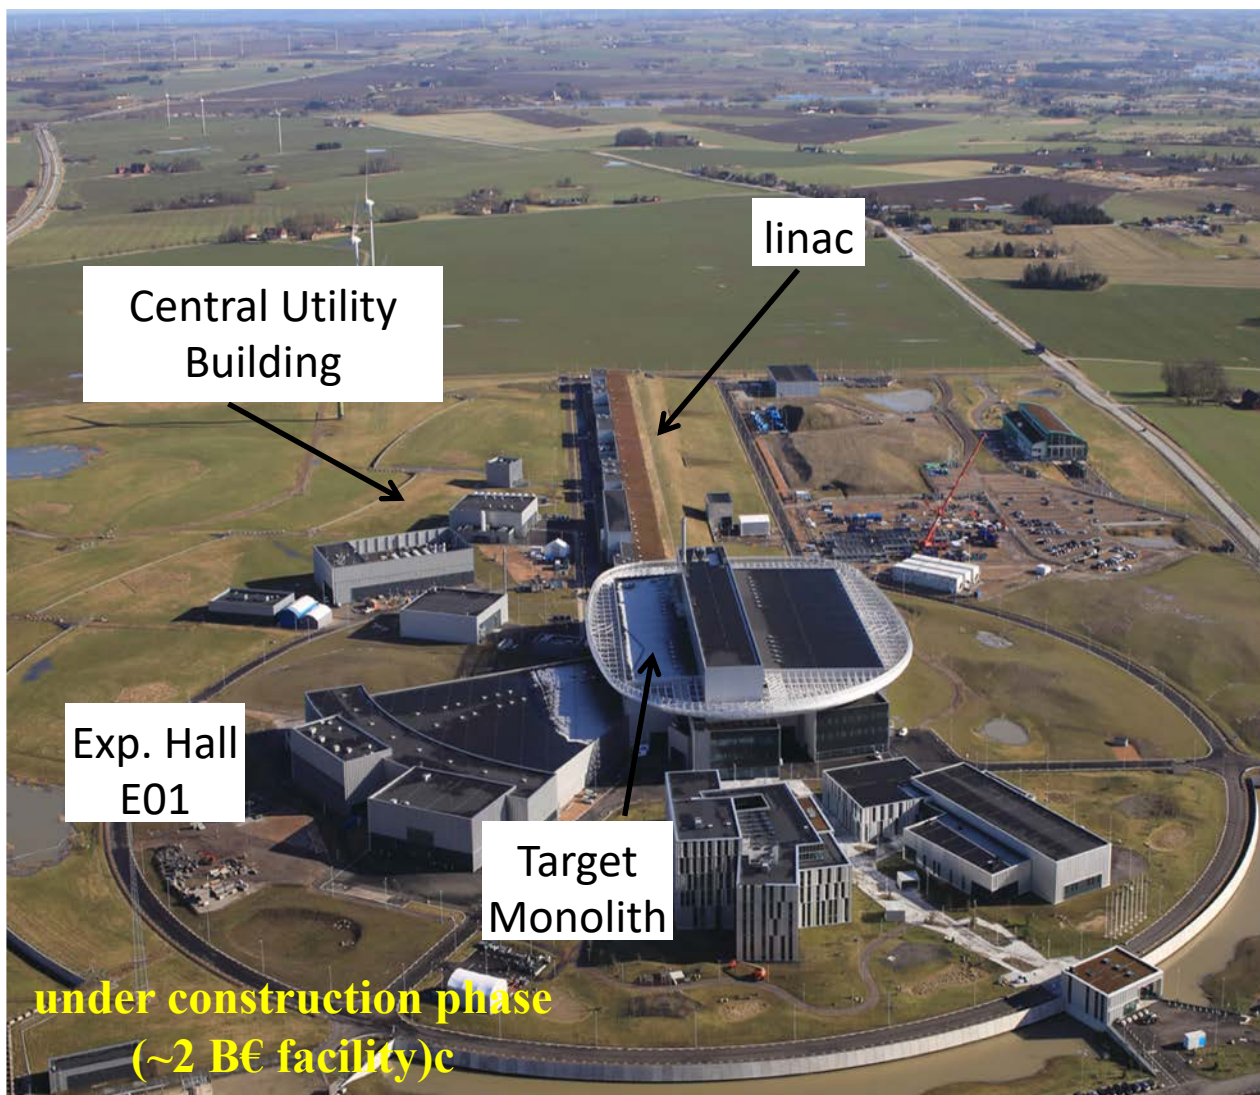 linac
Central Utility
Building
Exp. Hall
E01
Target
Monolith
under construction phase
(~2 B€ facility)c